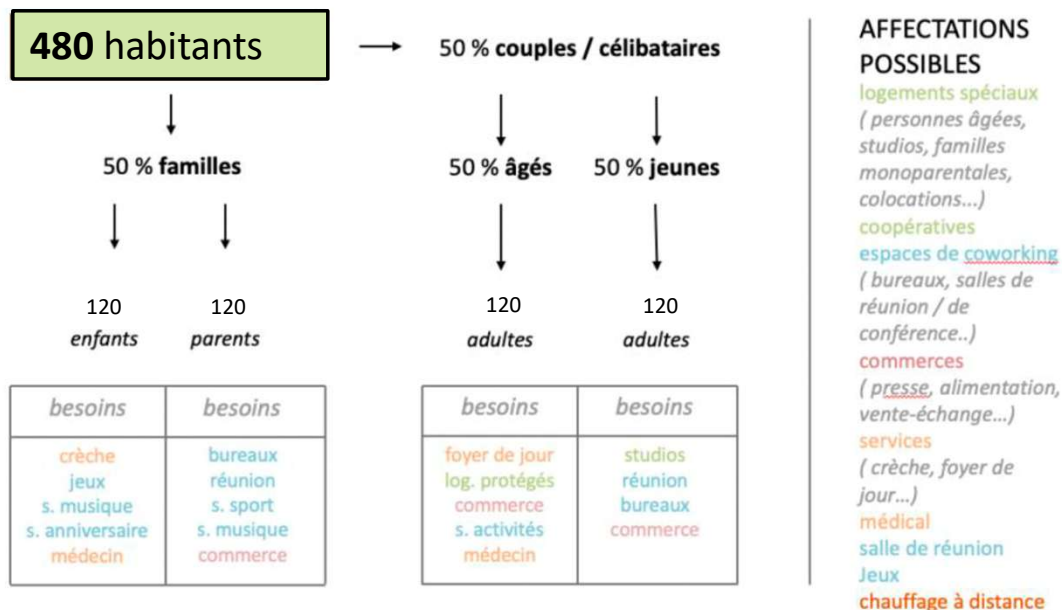 480 habitants
50 % couples / célibataires
50 % familles
50 % âgés
50 % jeunes
120
enfants
120
parents
120
adultes
120
adultes
besoins
crèche
jeux
s. musique
s. anniversaire
médecin
besoins
bureaux
réunion
s. sport
s. musique
commerce
besoins
foyer de jour
log. protégés
commerce
s. activités
médecin
besoins
studios
réunion
bureaux
commerce
AFFECTATIONS
POSSIBLES
logements spéciaux
( personnes âgées,
studios, familles
monoparentales,
colocations...)
coopératives
espaces de coworking
( bureaux, salles de
réunion / de
conférence..)
commerces
( presse, alimentation,
vente-échange...)
services
( crèche, foyer de
jour...)
médical
salle de réunion
Jeux
chauffage à distance